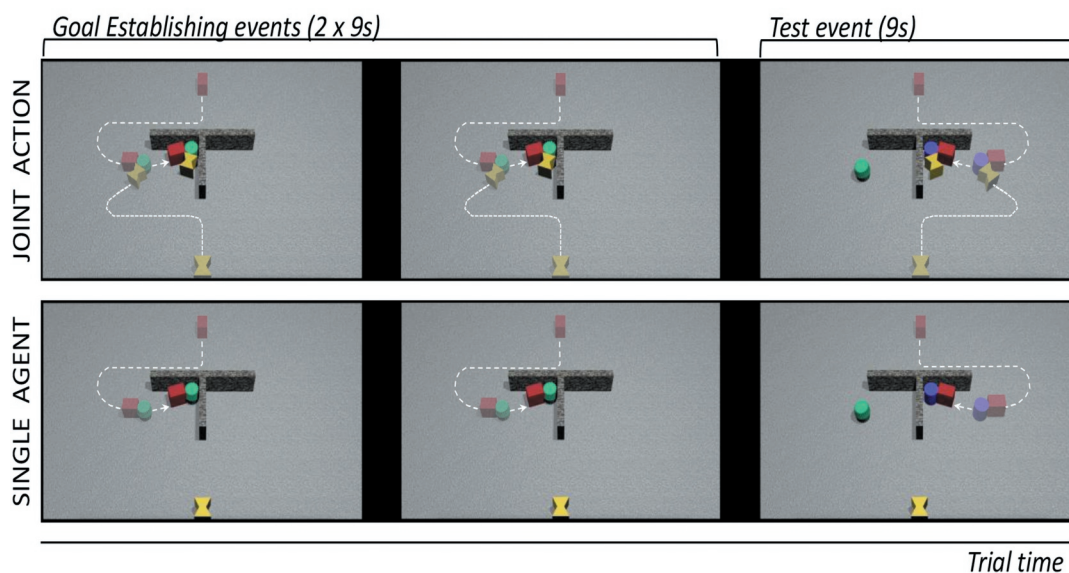 Goal Establishing events (2 x 9s)
Test event (9s)
JOINT ACTION
SINGLE AGENT
Trial time